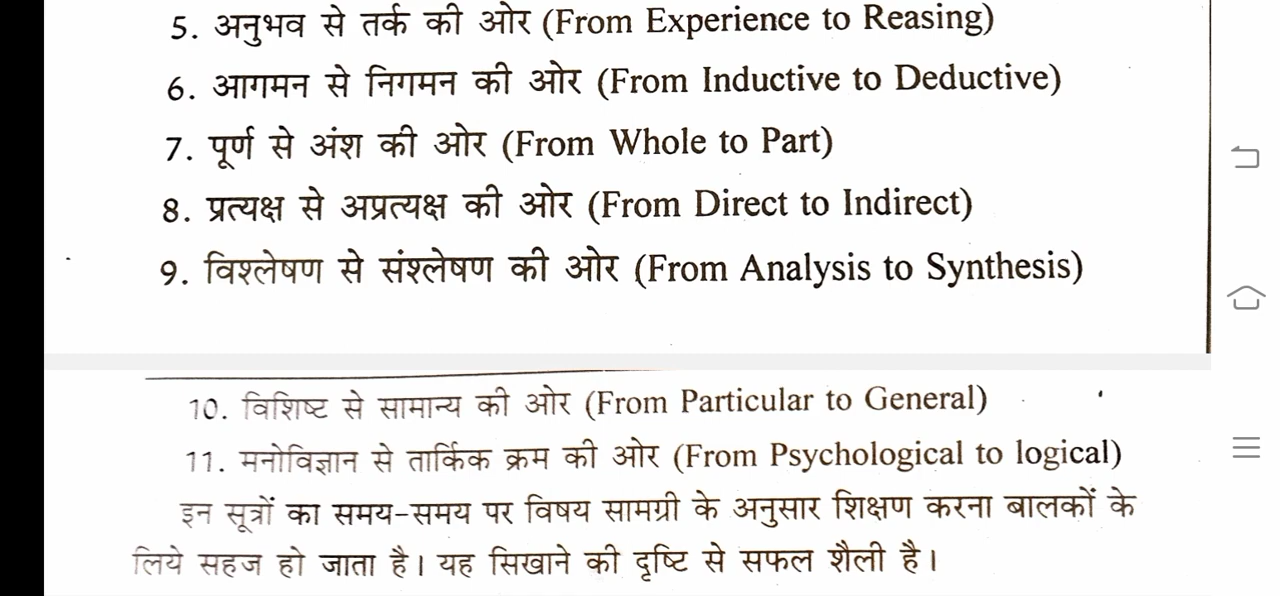 5. अनुभव से तर्क की ओर (From Experience to Reasing)
6. आगमन से निगमन की ओर (From Inductive to Deductive)
7. पूर्ण से अंश की ओर (From Whole to Part)
8. प्रत्यक्ष से अप्रत्यक्ष की ओर (From Direct to Indirect)
9. विश्लेषण से संश्लेषण की ओर (From Analysis to Synthesis)
10. विशिष्ट से सामान्य की ओर (From Particular to General)
11. मनोविज्ञान से तार्किक क्रम की ओर (From Psychological to logical)
इन सूत्रों का समय-समय पर विषय सामग्री के अनुसार शिक्षण करना बालकों के
लिये सहज हो जाता है। यह सिखाने की दृष्टि से सफल शैली है।